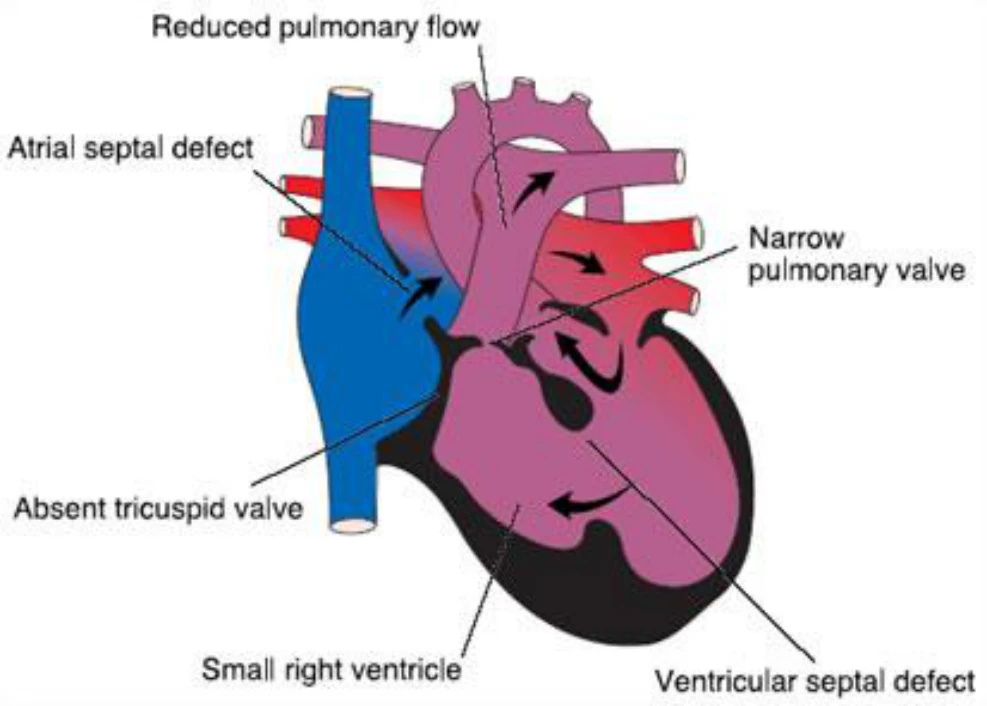 Reduced pulmonary flow
Atrial septal defect
Narrow
pulmonary valve
Absent tricuspid valve
Small right ventricle
Ventricular septal defect